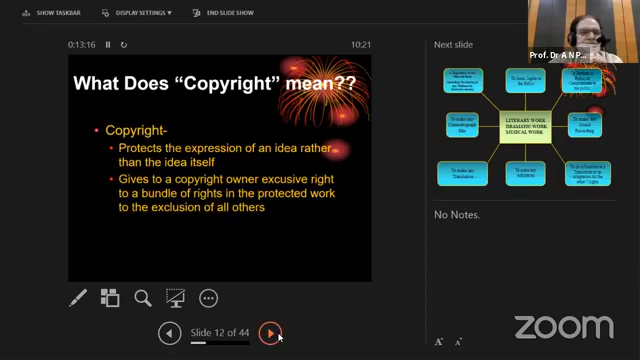 SHOW TASKBAR
DISPLAY SETTINGS
END SLIDE SHOW
0:13:16
10:21
What Does “Copyright” mean??
Copyright-
Protects the expression of an idea rather
than the idea itself
Gives to a copyright owner excusive right
to a bundle of rights in the protected work
to the exclusion of all others
Slide 12 of 44
Prof. Dr A N P...
Next slide
To Issue Copies to
the Public
To make any
Cinematograph
film
LITERARY WORK
DRAMATIC WORK
MUSICAL WORK
To make any
Sound
Recording
To make any
Translation
To make any
Adaptation
No Notes.
zoom